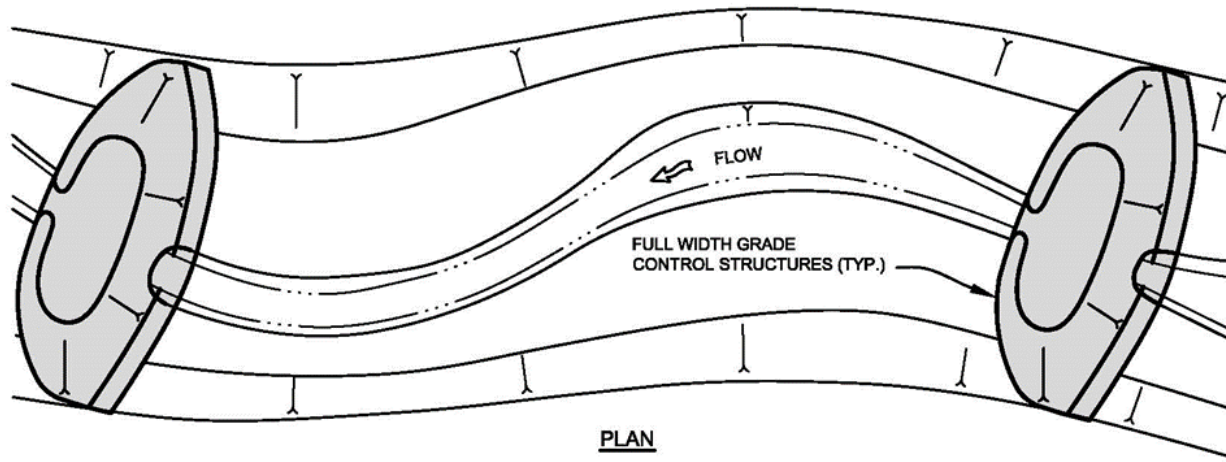 FLOW
FULL WIDTH GRADE
CONTROL STRUCTURES (TYP.)
PLAN